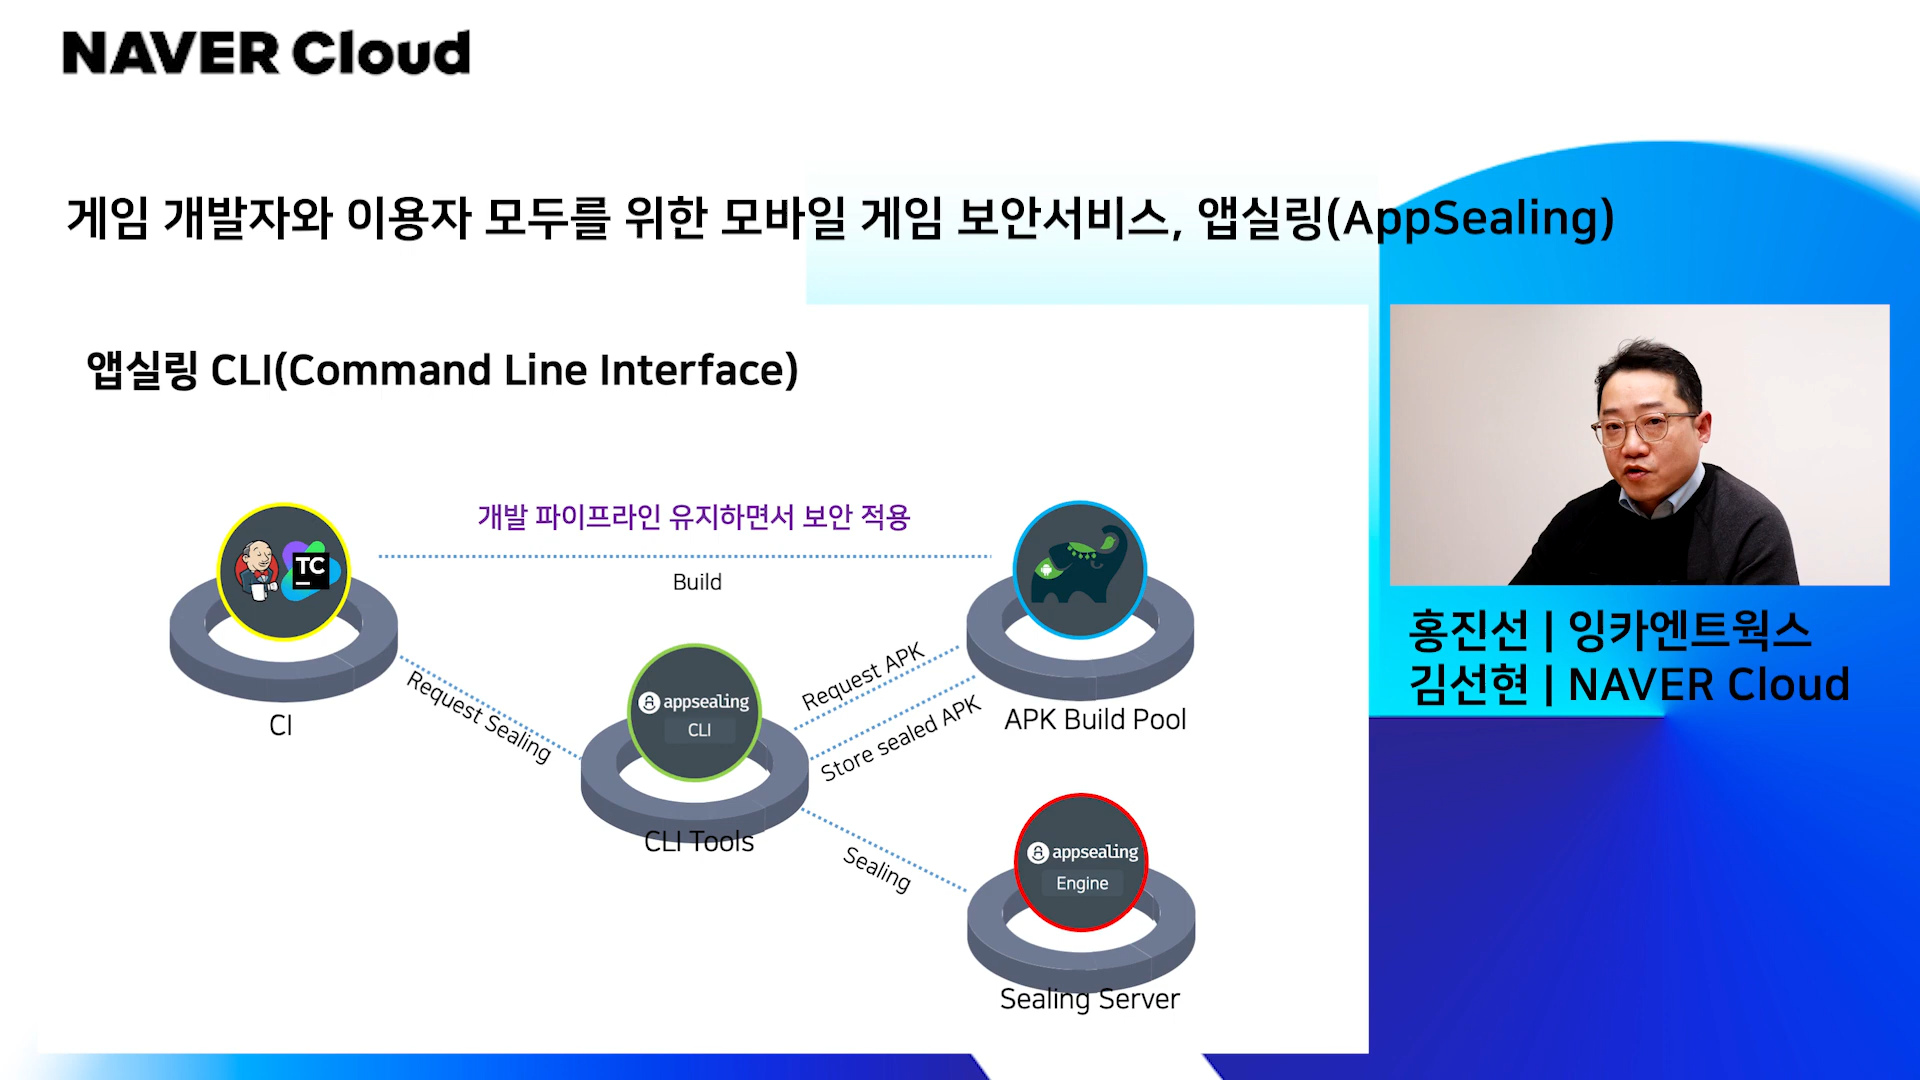 NAVER Cloud
게임 개발자와 이용자 모두를 위한 모바일 게임 보안서비스, 앱실링(AppSealing)
앱실링 CLI(Command Line Interface)
개발 파이프라인 유지하면서 보안 적용
Build
TC
CI
Request Sealing
appsealing
CLI
CLI Tools
Request APK
Store sealed APK
APK Build Pool
Sealing
appsealing
Engine
Sealing Server
홍진선 | 잉카엔트웍스
김선현 | NAVER Cloud